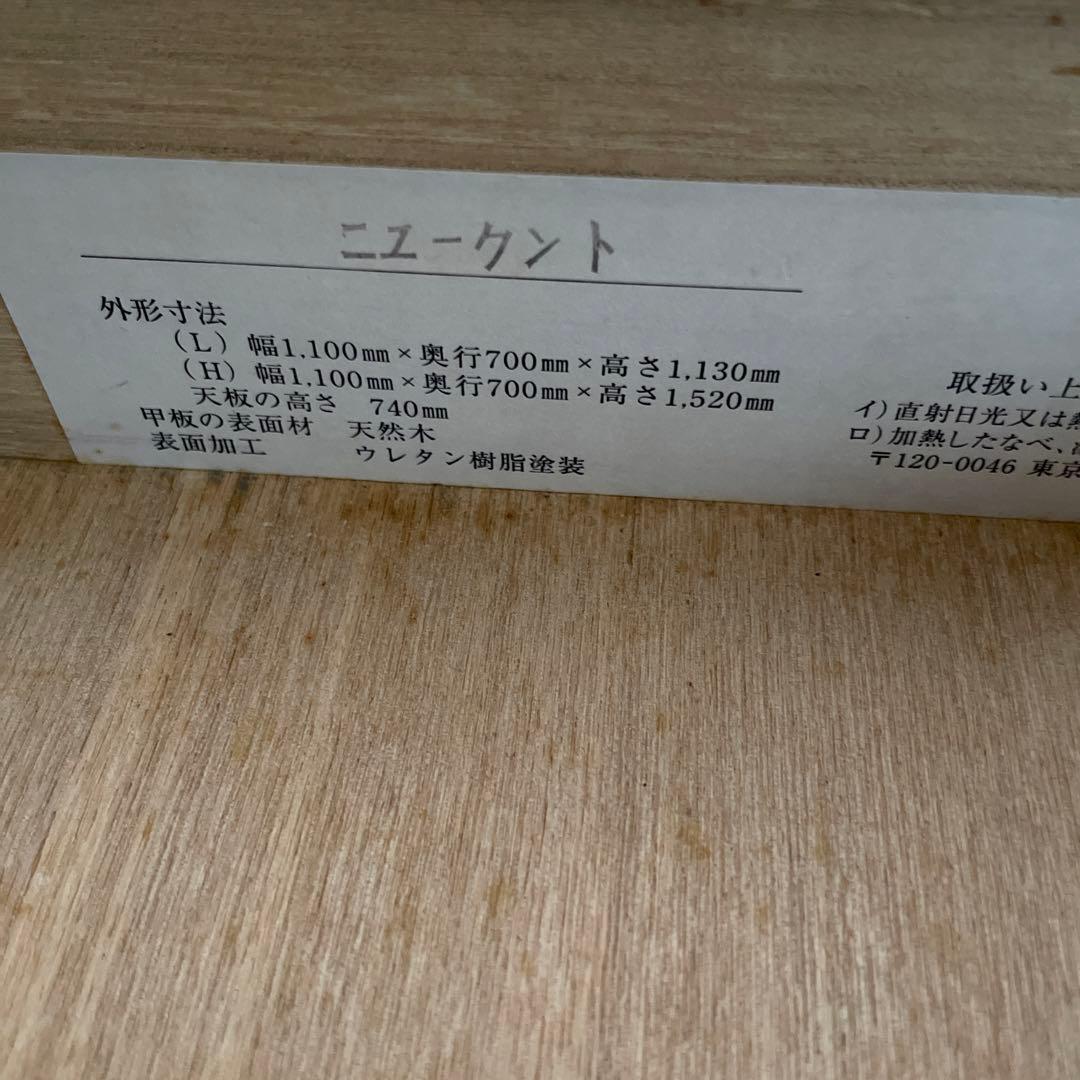 ニューケント
外形寸法
(L) 幅1,100㎜×奥行700㎜×高さ1,130㎜
(H) 幅1,100㎜×奥行700㎜×高さ1,520㎜
天板の高さ 740㎜
甲板の表面材 天然木
表面加工 ウレタン樹脂塗装
取扱い上
イ)直射日光又は熱
ロ)加熱したなべ、
〒120-0046 東京